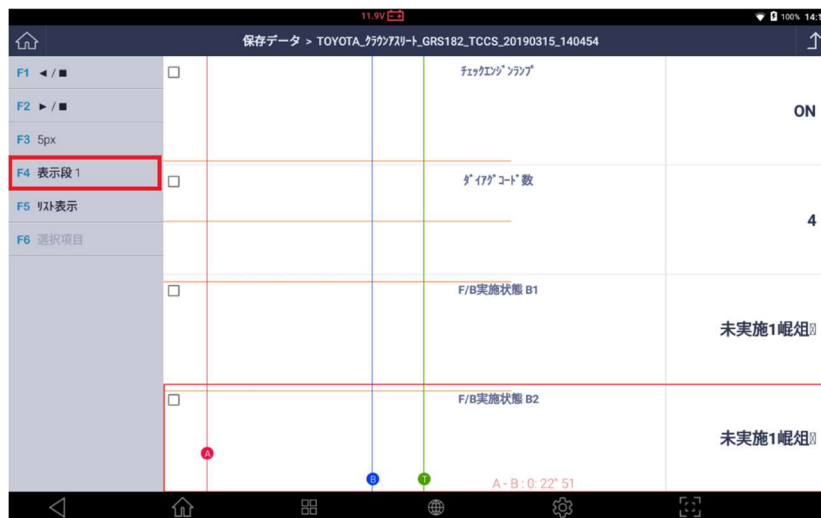 11.9V
100% 14:1
保存データ > TOYOTA_ｸﾗｳﾝｱｽﾘｰﾄ_GRS182_TCCS_20190315_140454
F1 ◄ / ■
F2 ► / ■
F3 5px
F4 表示段 1
F5 ﾘｽﾄ表示
F6 選択項目
ﾁｪｯｸｴﾝｼﾞﾝﾗﾝﾌﾟ
ON
ﾀﾞｲｱｸﾞｺｰﾄﾞ数
4
F/B実施状態 B1
未実施1崐俎
F/B実施状態 B2
未実施1崐俎
A
B
T
A - B : 0: 22" 51